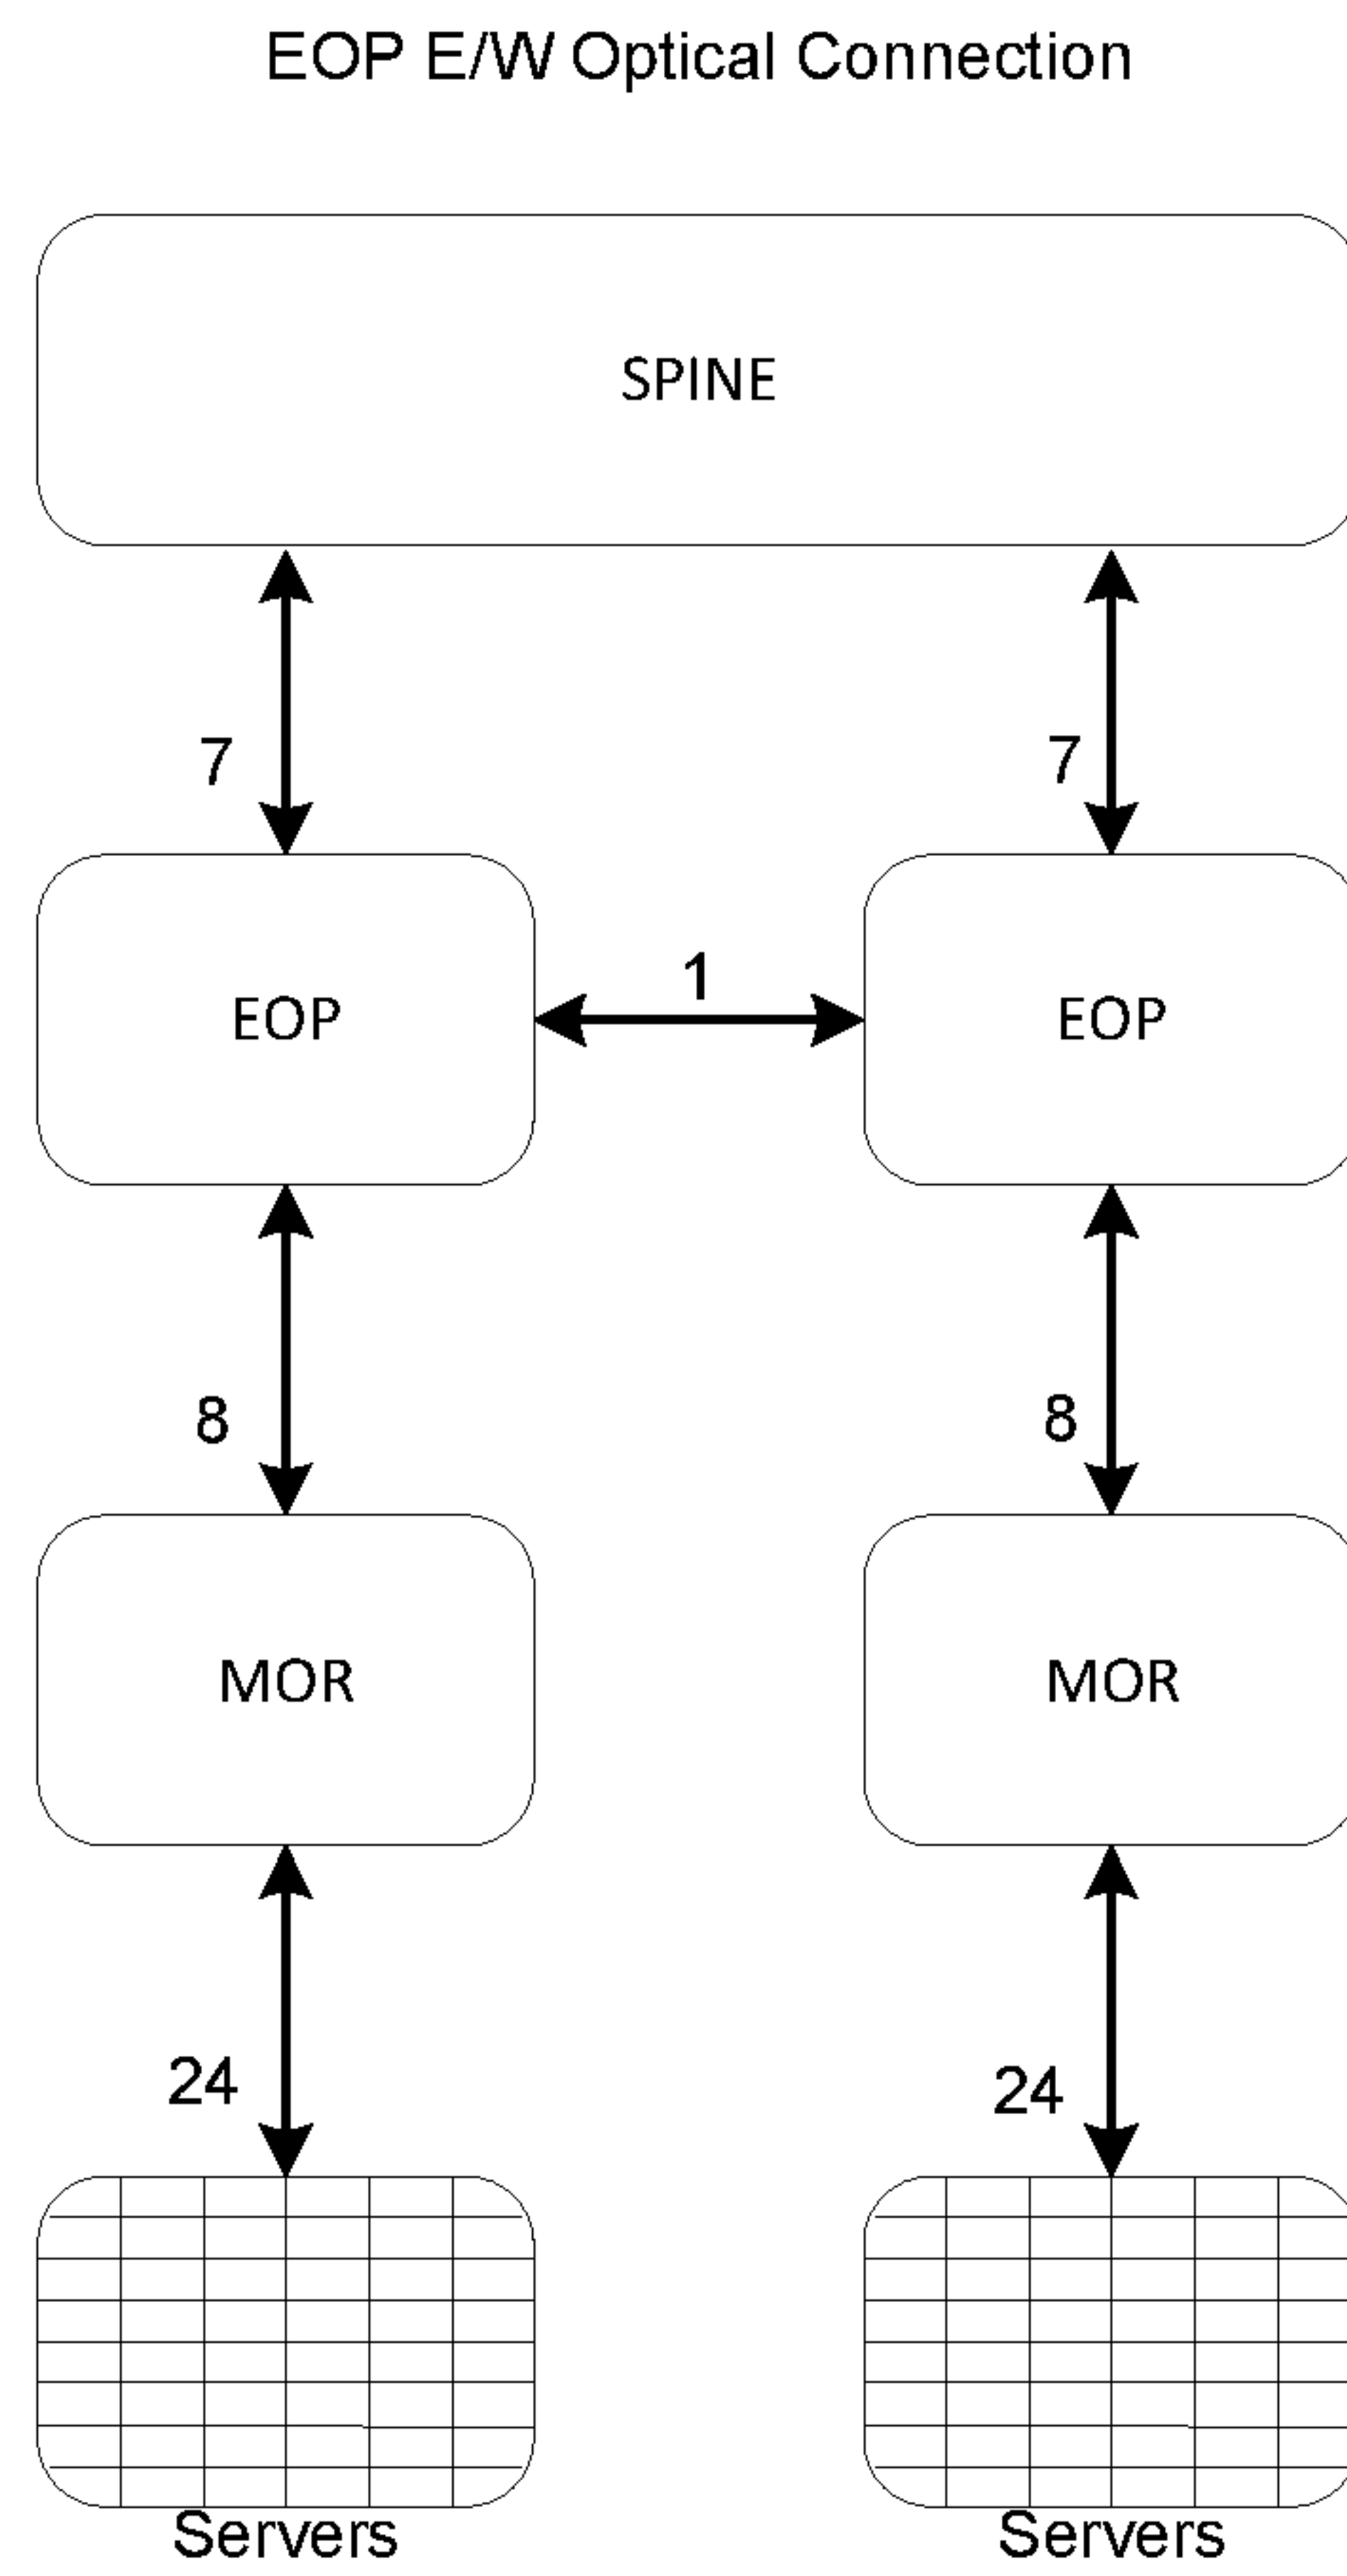 EOP E/W Optical Connection
SPINE
7
7
EOP
1
EOP
8
8
MOR
MOR
24
24
Servers
Servers